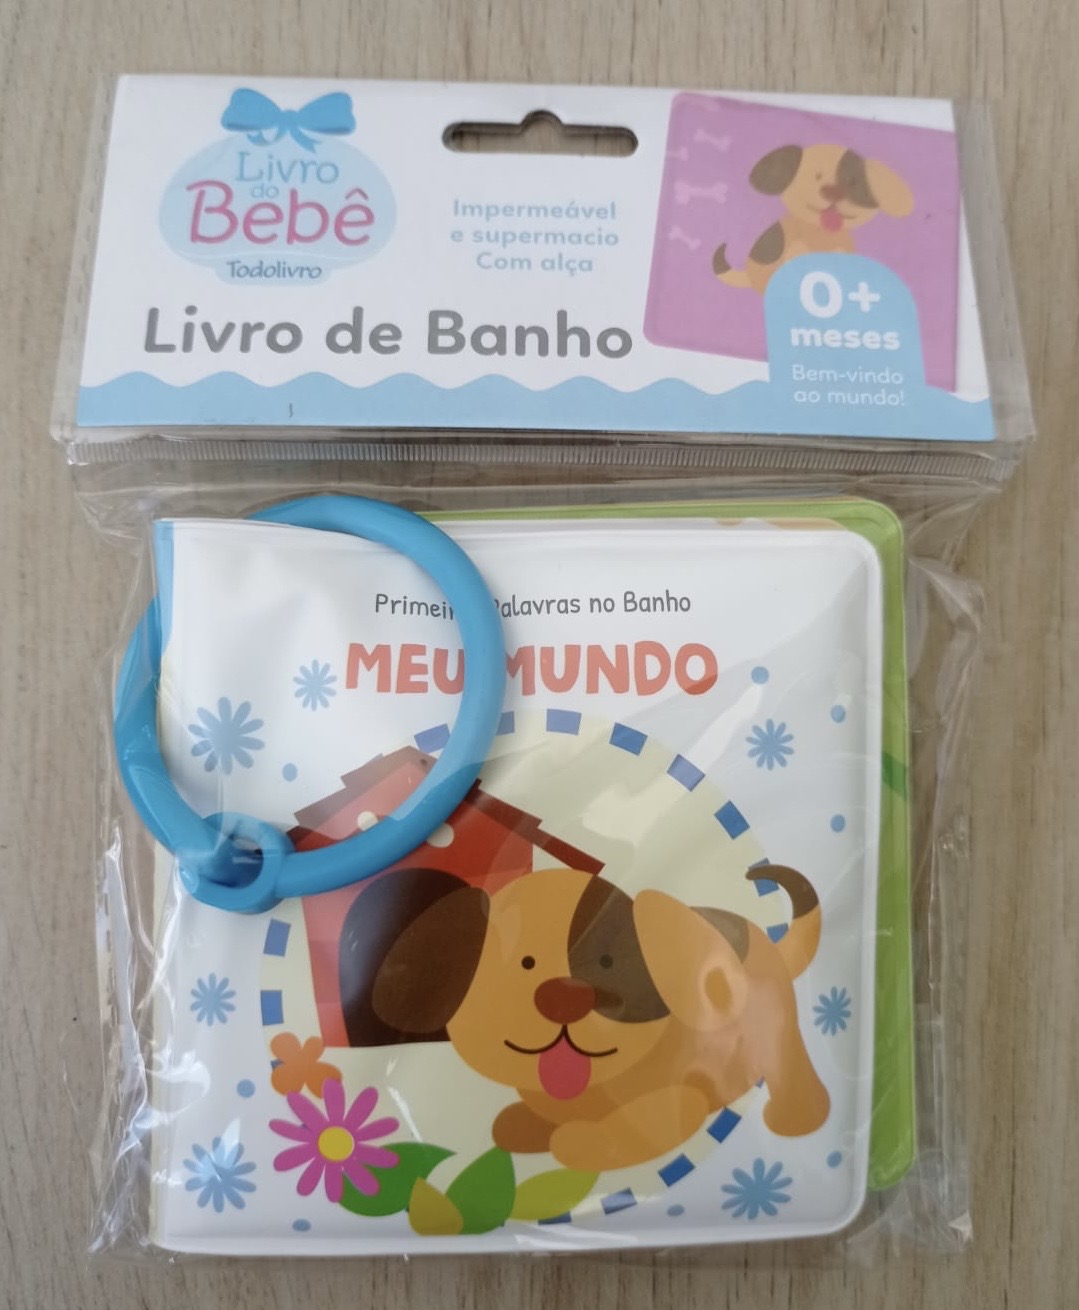 Livro
do
Bebê
Todolivro
Impermeável
e supermacio
Com alça
Livro de Banho
0+
meses
Bem-vindo
ao mundo!
Palavras no Banho
MEU MUNDO